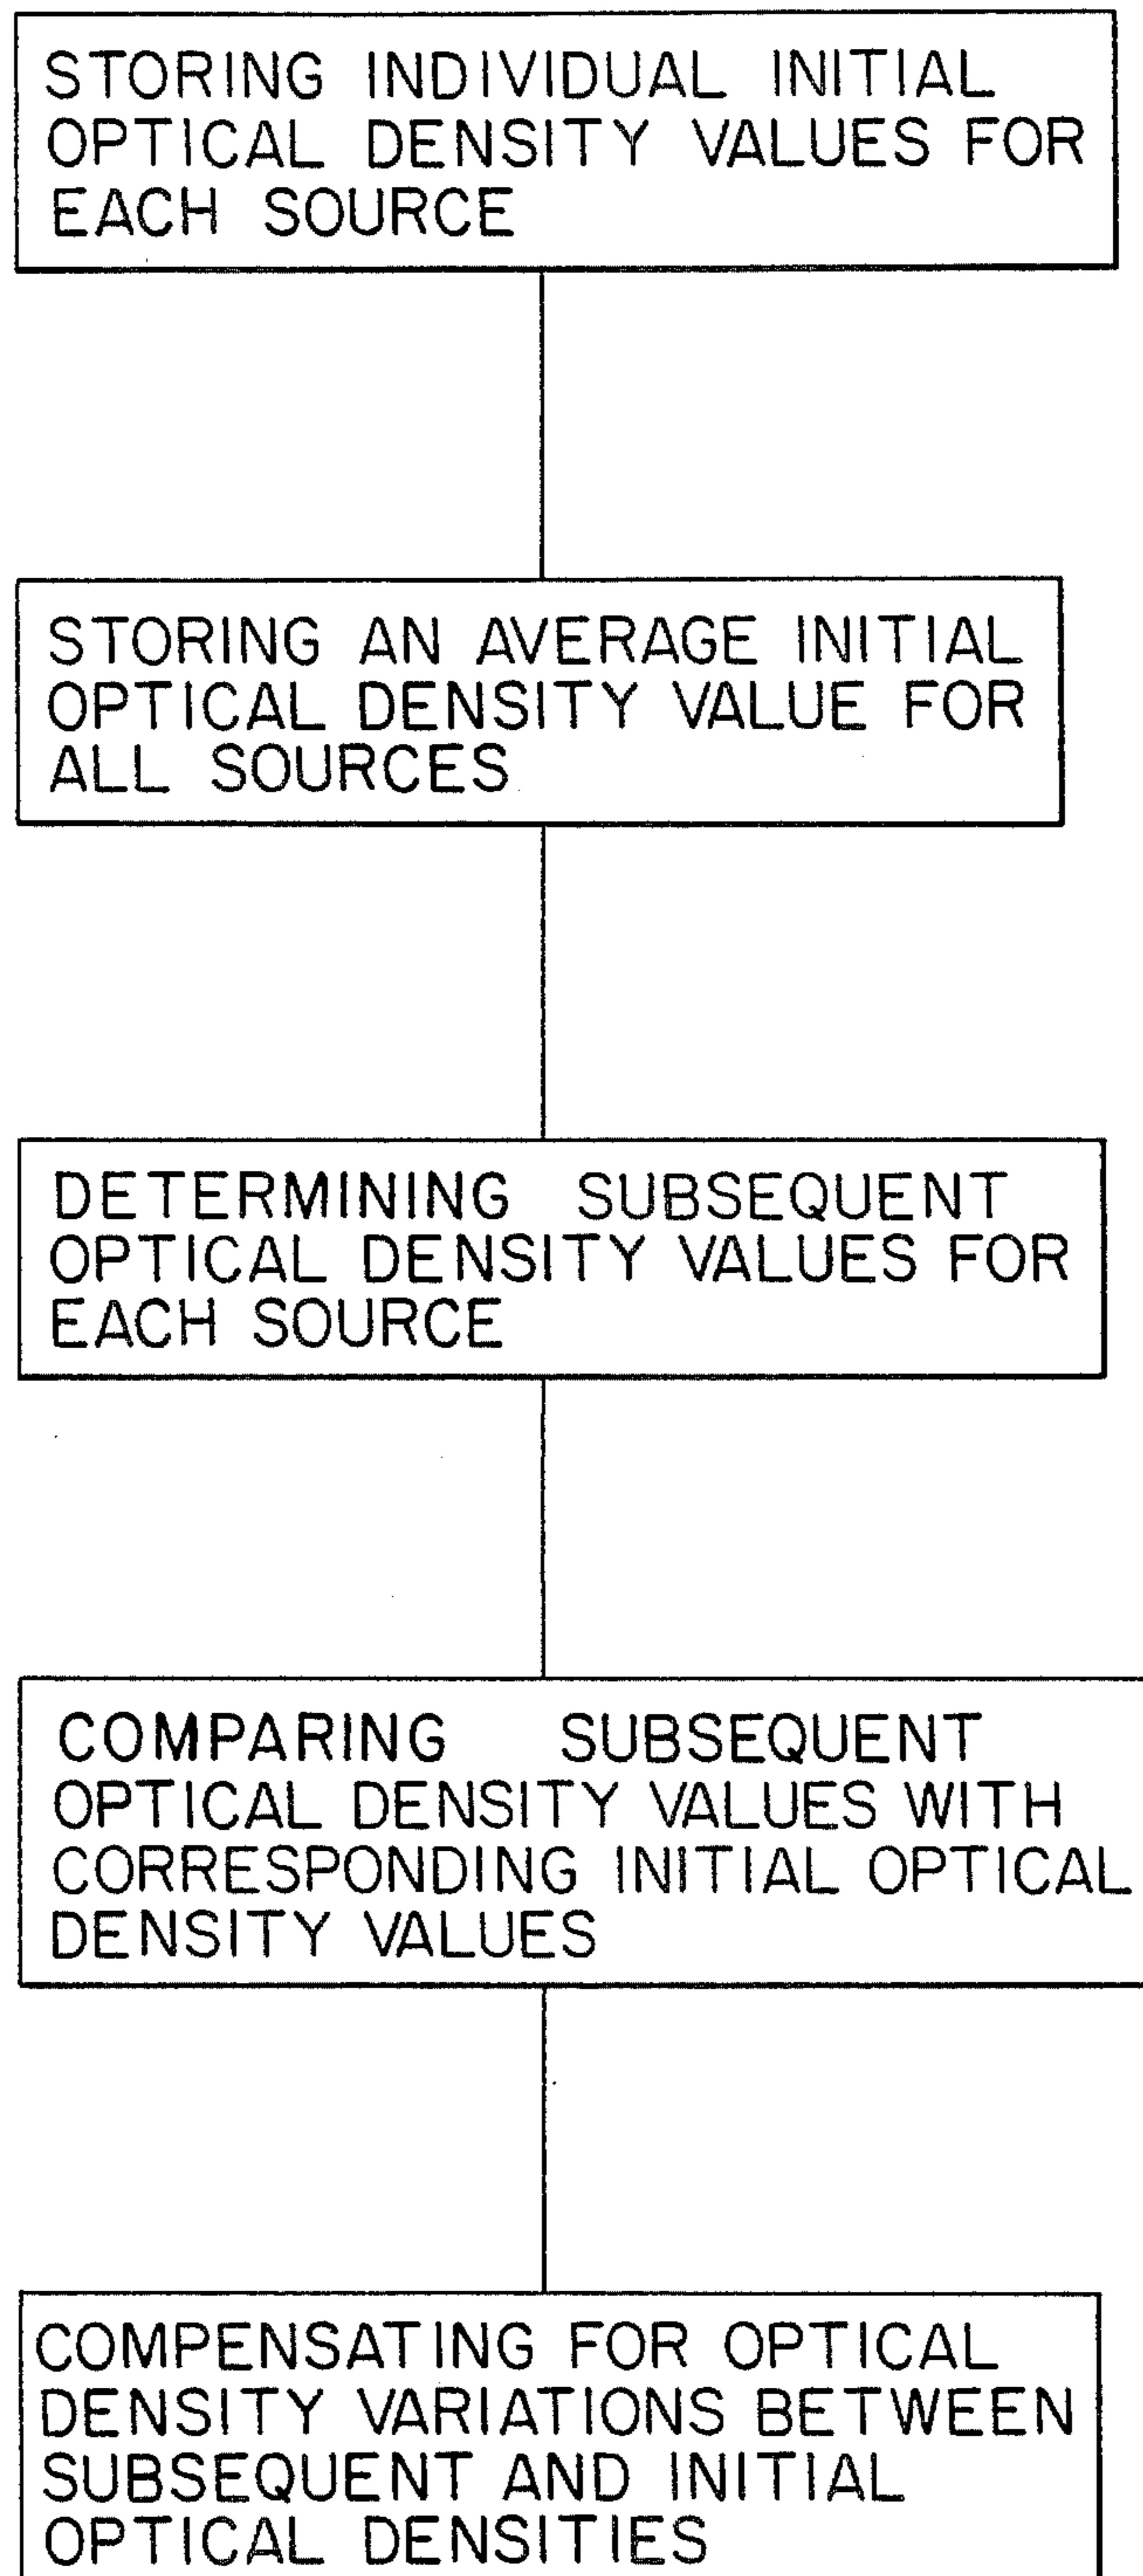 STORING INDIVIDUAL INITIAL
OPTICAL DENSITY VALUES FOR
EACH SOURCE
STORING AN AVERAGE INITIAL
OPTICAL DENSITY VALUE FOR
ALL SOURCES
DETERMINING SUBSEQUENT
OPTICAL DENSITY VALUES FOR
EACH SOURCE
COMPARING SUBSEQUENT
OPTICAL DENSITY VALUES WITH
CORRESPONDING INITIAL OPTICAL
DENSITY VALUES
COMPENSATING FOR OPTICAL
DENSITY VARIATIONS BETWEEN
SUBSEQUENT AND INITIAL
OPTICAL DENSITIES